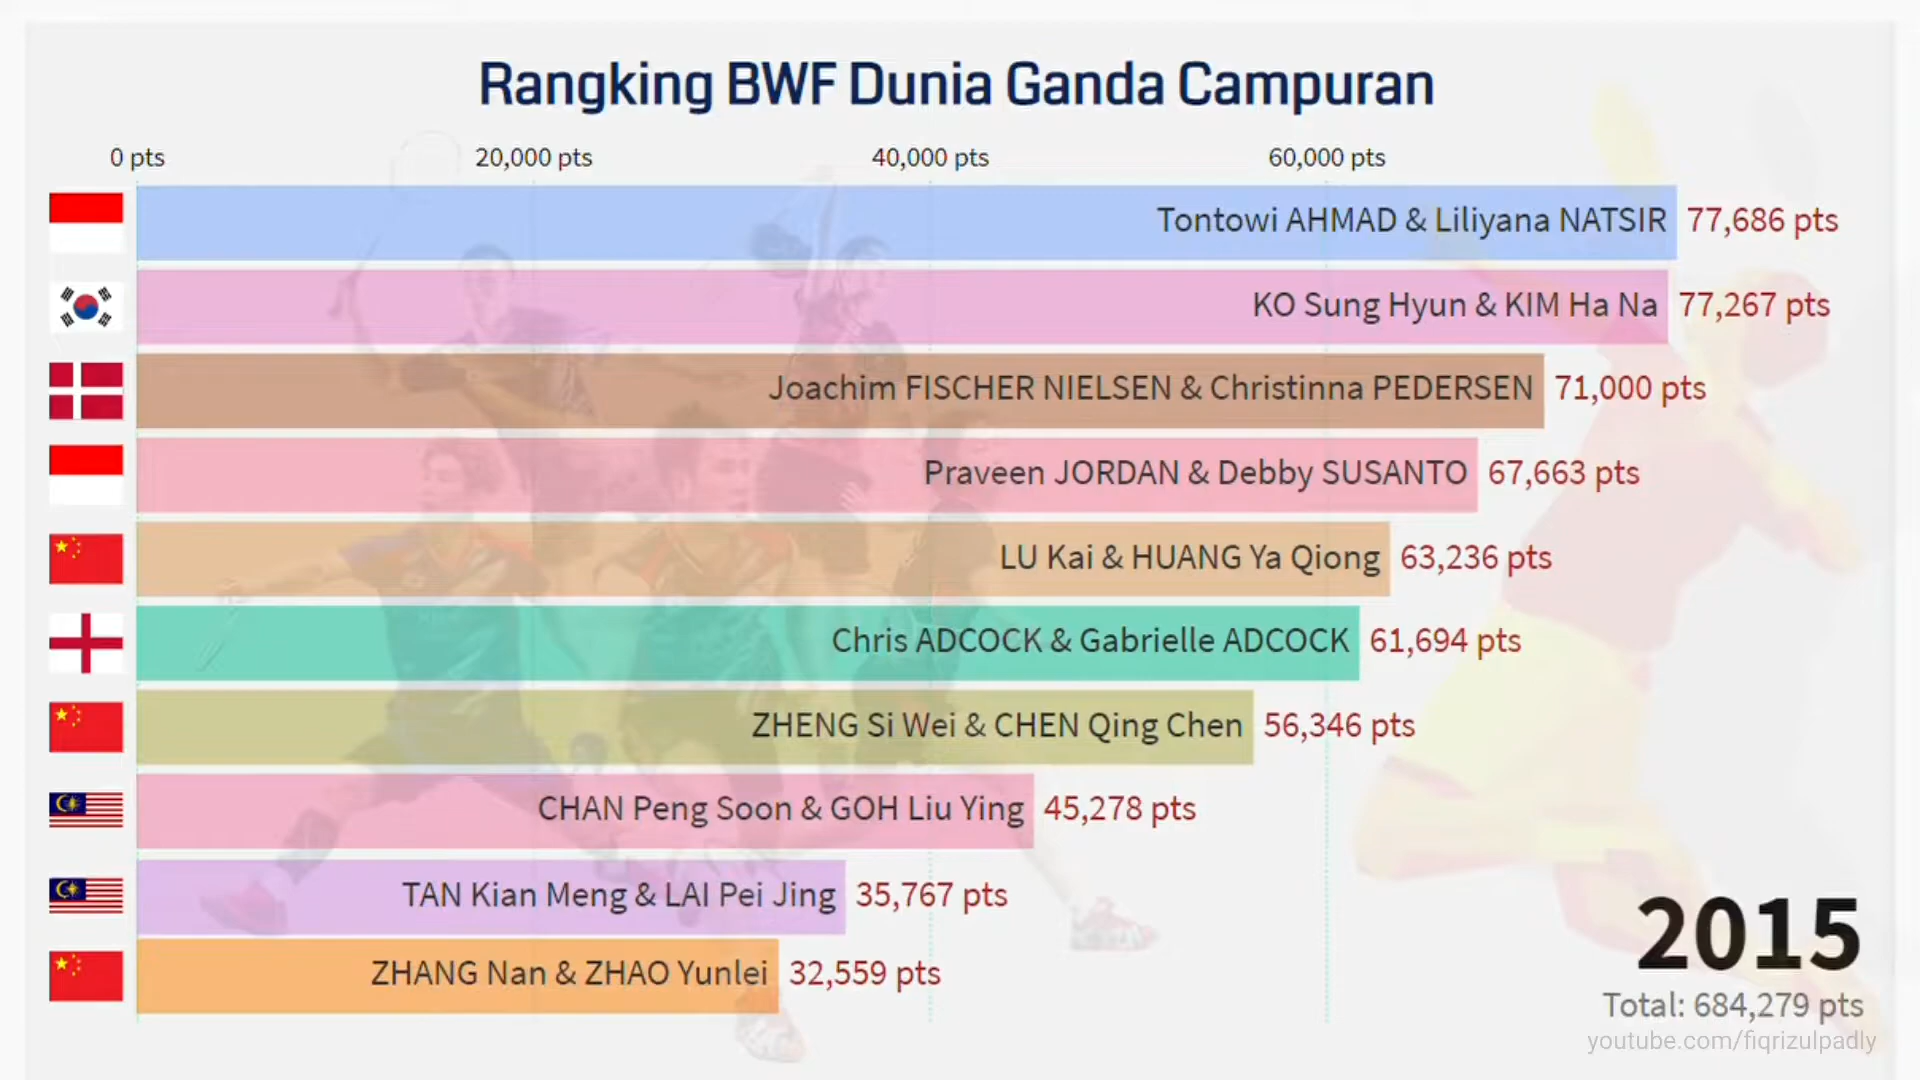 Rangking BWF Dunia Ganda Campuran
0 pts 20,000 pts 40,000 pts 60,000 pts
Tontowi AHMAD & Liliyana NATSIR 77,686 pts
KO Sung Hyun & KIM Ha Na 77,267 pts
Joachim FISCHER NIELSEN & Christinna PEDERSEN 71,000 pts
Praveen JORDAN & Debby SUSANTO 67,663 pts
LU Kai & HUANG Ya Qiong 63,236 pts
Chris ADCOCK & Gabrielle ADCOCK 61,694 pts
ZHENG Si Wei & CHEN Qing Chen 56,346 pts
CHAN Peng Soon & GOH Liu Ying 45,278 pts
TAN Kian Meng & LAI Pei Jing 35,767 pts
ZHANG Nan & ZHAO Yunlei 32,559 pts
2015
Total: 684,279 pts
youtube.com/fiqrizulpadly